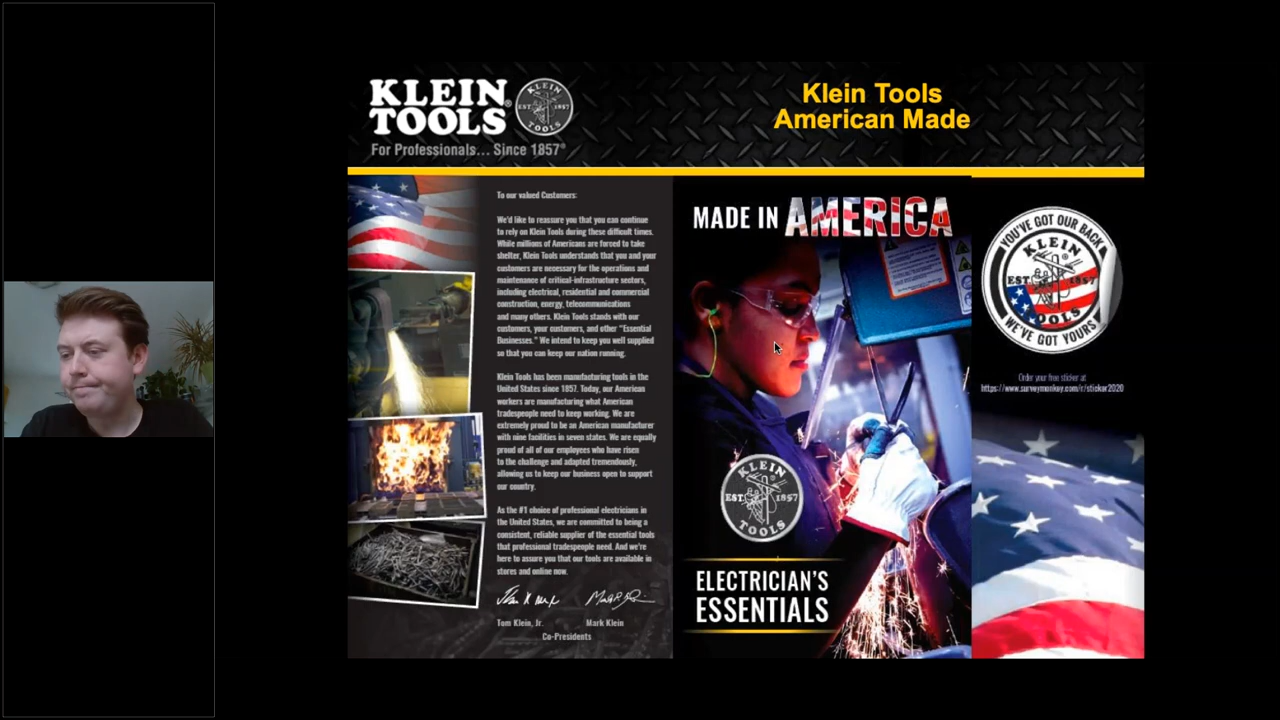 KLEIN
TOOLS®
KLEIN
EST. 1857
TOOLS
For Professionals... Since 1857®
Klein Tools
American Made
To our valued Customers:
We'd like to reassure you that you can continue
to rely on Klein Tools during these difficult times.
While millions of Americans are forced to take
shelter, Klein Tools understands that you and your
customers are necessary for the operations and
maintenance of critical-infrastructure sectors,
including electrical, residential and commercial
construction, energy, telecommunications
and many others. Klein Tools stands with our
customers, your customers, and other "Essential
Businesses." We intend to keep you well supplied
so that you can keep our nation running.
Klein Tools has been manufacturing tools in the
United States since 1857. Today, our American
workers are manufacturing what American
tradespeople need to keep working. We are
extremely proud to be an American manufacturer
with nine facilities in seven states. We are equally
proud of all of our employees who have risen
to the challenge and adapted tremendously,
allowing us to keep our business open to support
our country.
As the #1 choice of professional electricians in
the United States, we are committed to being a
consistent, reliable supplier of the essential tools
that professional tradespeople need. And we're
here to assure you that our tools are available in
stores and online now.
Tom Klein, Jr. Mark Klein
Co-Presidents
MADE IN AMERICA
KLEIN
EST. 1857
TOOLS
ELECTRICIAN'S
ESSENTIALS
YOU'VE GOT OUR BACK
KLEIN
EST. 1857
TOOLS
WE'VE GOT YOURS
Order your free sticker at
https://www.surveymonkey.com/r/sticker2020